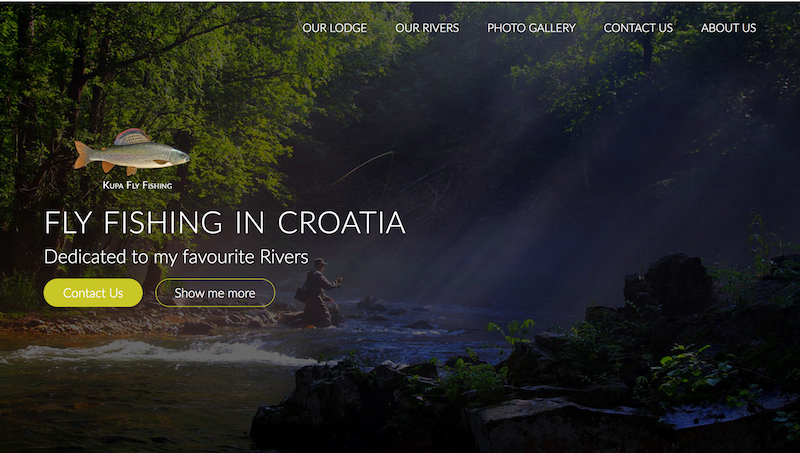 OUR LODGE OUR RIVERS PHOTO GALLERY CONTACT US ABOUT US
Kupa Fly Fishing
FLY FISHING IN CROATIA
Dedicated to my favourite Rivers
Contact Us Show me more